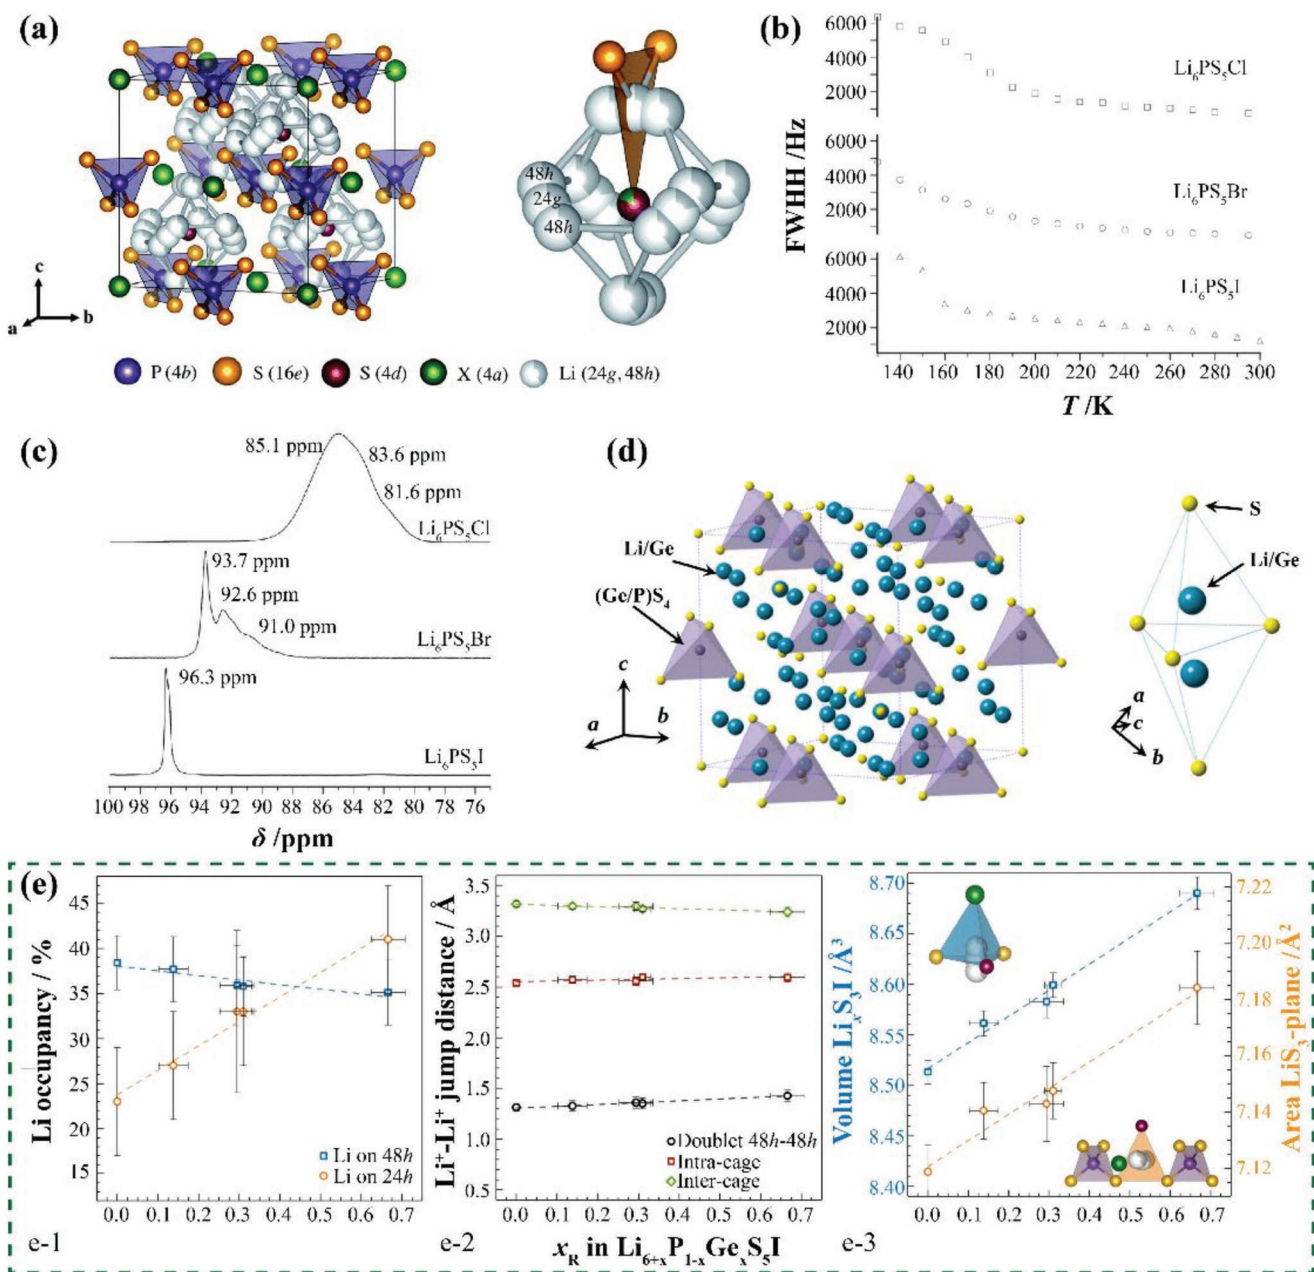 (a)
48h
24g
48h
c
a
b
P (4b)
S (16e)
S (4d)
X (4a)
Li (24g, 48h)
(b)
FWHH /Hz
6000
4000
2000
6000
4000
2000
6000
4000
2000
Li₆PS₅Cl
Li₆PS₅Br
Li₆PS₅I
140 160 180 200 220 240 260 280 300
T /K
(c)
85.1 ppm
83.6 ppm
81.6 ppm
Li₆PS₅Cl
93.7 ppm
92.6 ppm
91.0 ppm
Li₆PS₅Br
96.3 ppm
Li₆PS₅I
100 96 94 92 90 88 86 84 82 80 78 76
δ /ppm
(d)
Li/Ge
(Ge/P)S₄
c
a
b
S
Li/Ge
a
c
b
(e)
Li occupancy / %
45
40
35
30
25
20
15
Li on 48h
Li on 24h
0.0 0.1 0.2 0.3 0.4 0.5 0.6 0.7
e-1
Li⁺-Li⁺ jump distance / Å
3.5
3.0
2.5
2.0
1.5
1.0
0.5
Doublet 48h-48h
Intra-cage
Inter-cage
0.0 0.1 0.2 0.3 0.4 0.5 0.6 0.7
e-2
x_R in Li₆₊ₓP₁₋ₓGeₓS₅I
Volume LiₓS₃I /Å³
8.70
8.65
8.60
8.55
8.50
8.45
8.40
7.22
7.20
7.18
7.16
7.14
7.12
Area LiS₃-plane /Å²
0.0 0.1 0.2 0.3 0.4 0.5 0.6 0.7
e-3